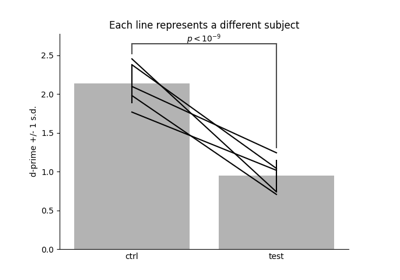 Each line represents a different subject
p < 10⁻⁹
d-prime +/- 1 s.d.
2.5
2.0
1.5
1.0
0.5
0.0
ctrl
test